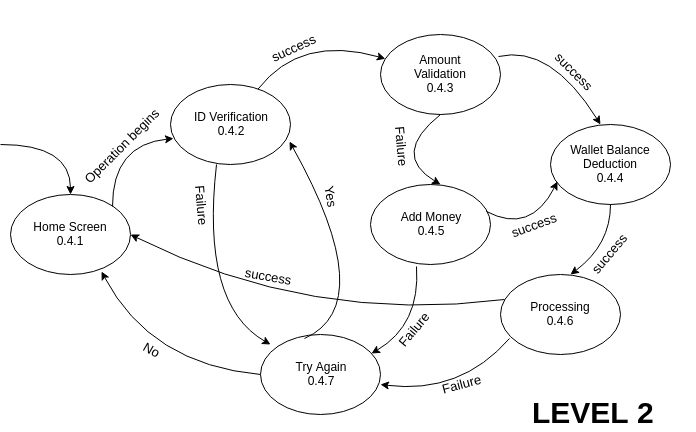 success
Amount
Validation
0.4.3
success
Operation begins
ID Verification
0.4.2
Failure
Wallet Balance
Deduction
0.4.4
Failure
Yes
Add Money
0.4.5
success
Home Screen
0.4.1
success
success
Processing
0.4.6
No
Failure
Try Again
0.4.7
Failure
LEVEL 2